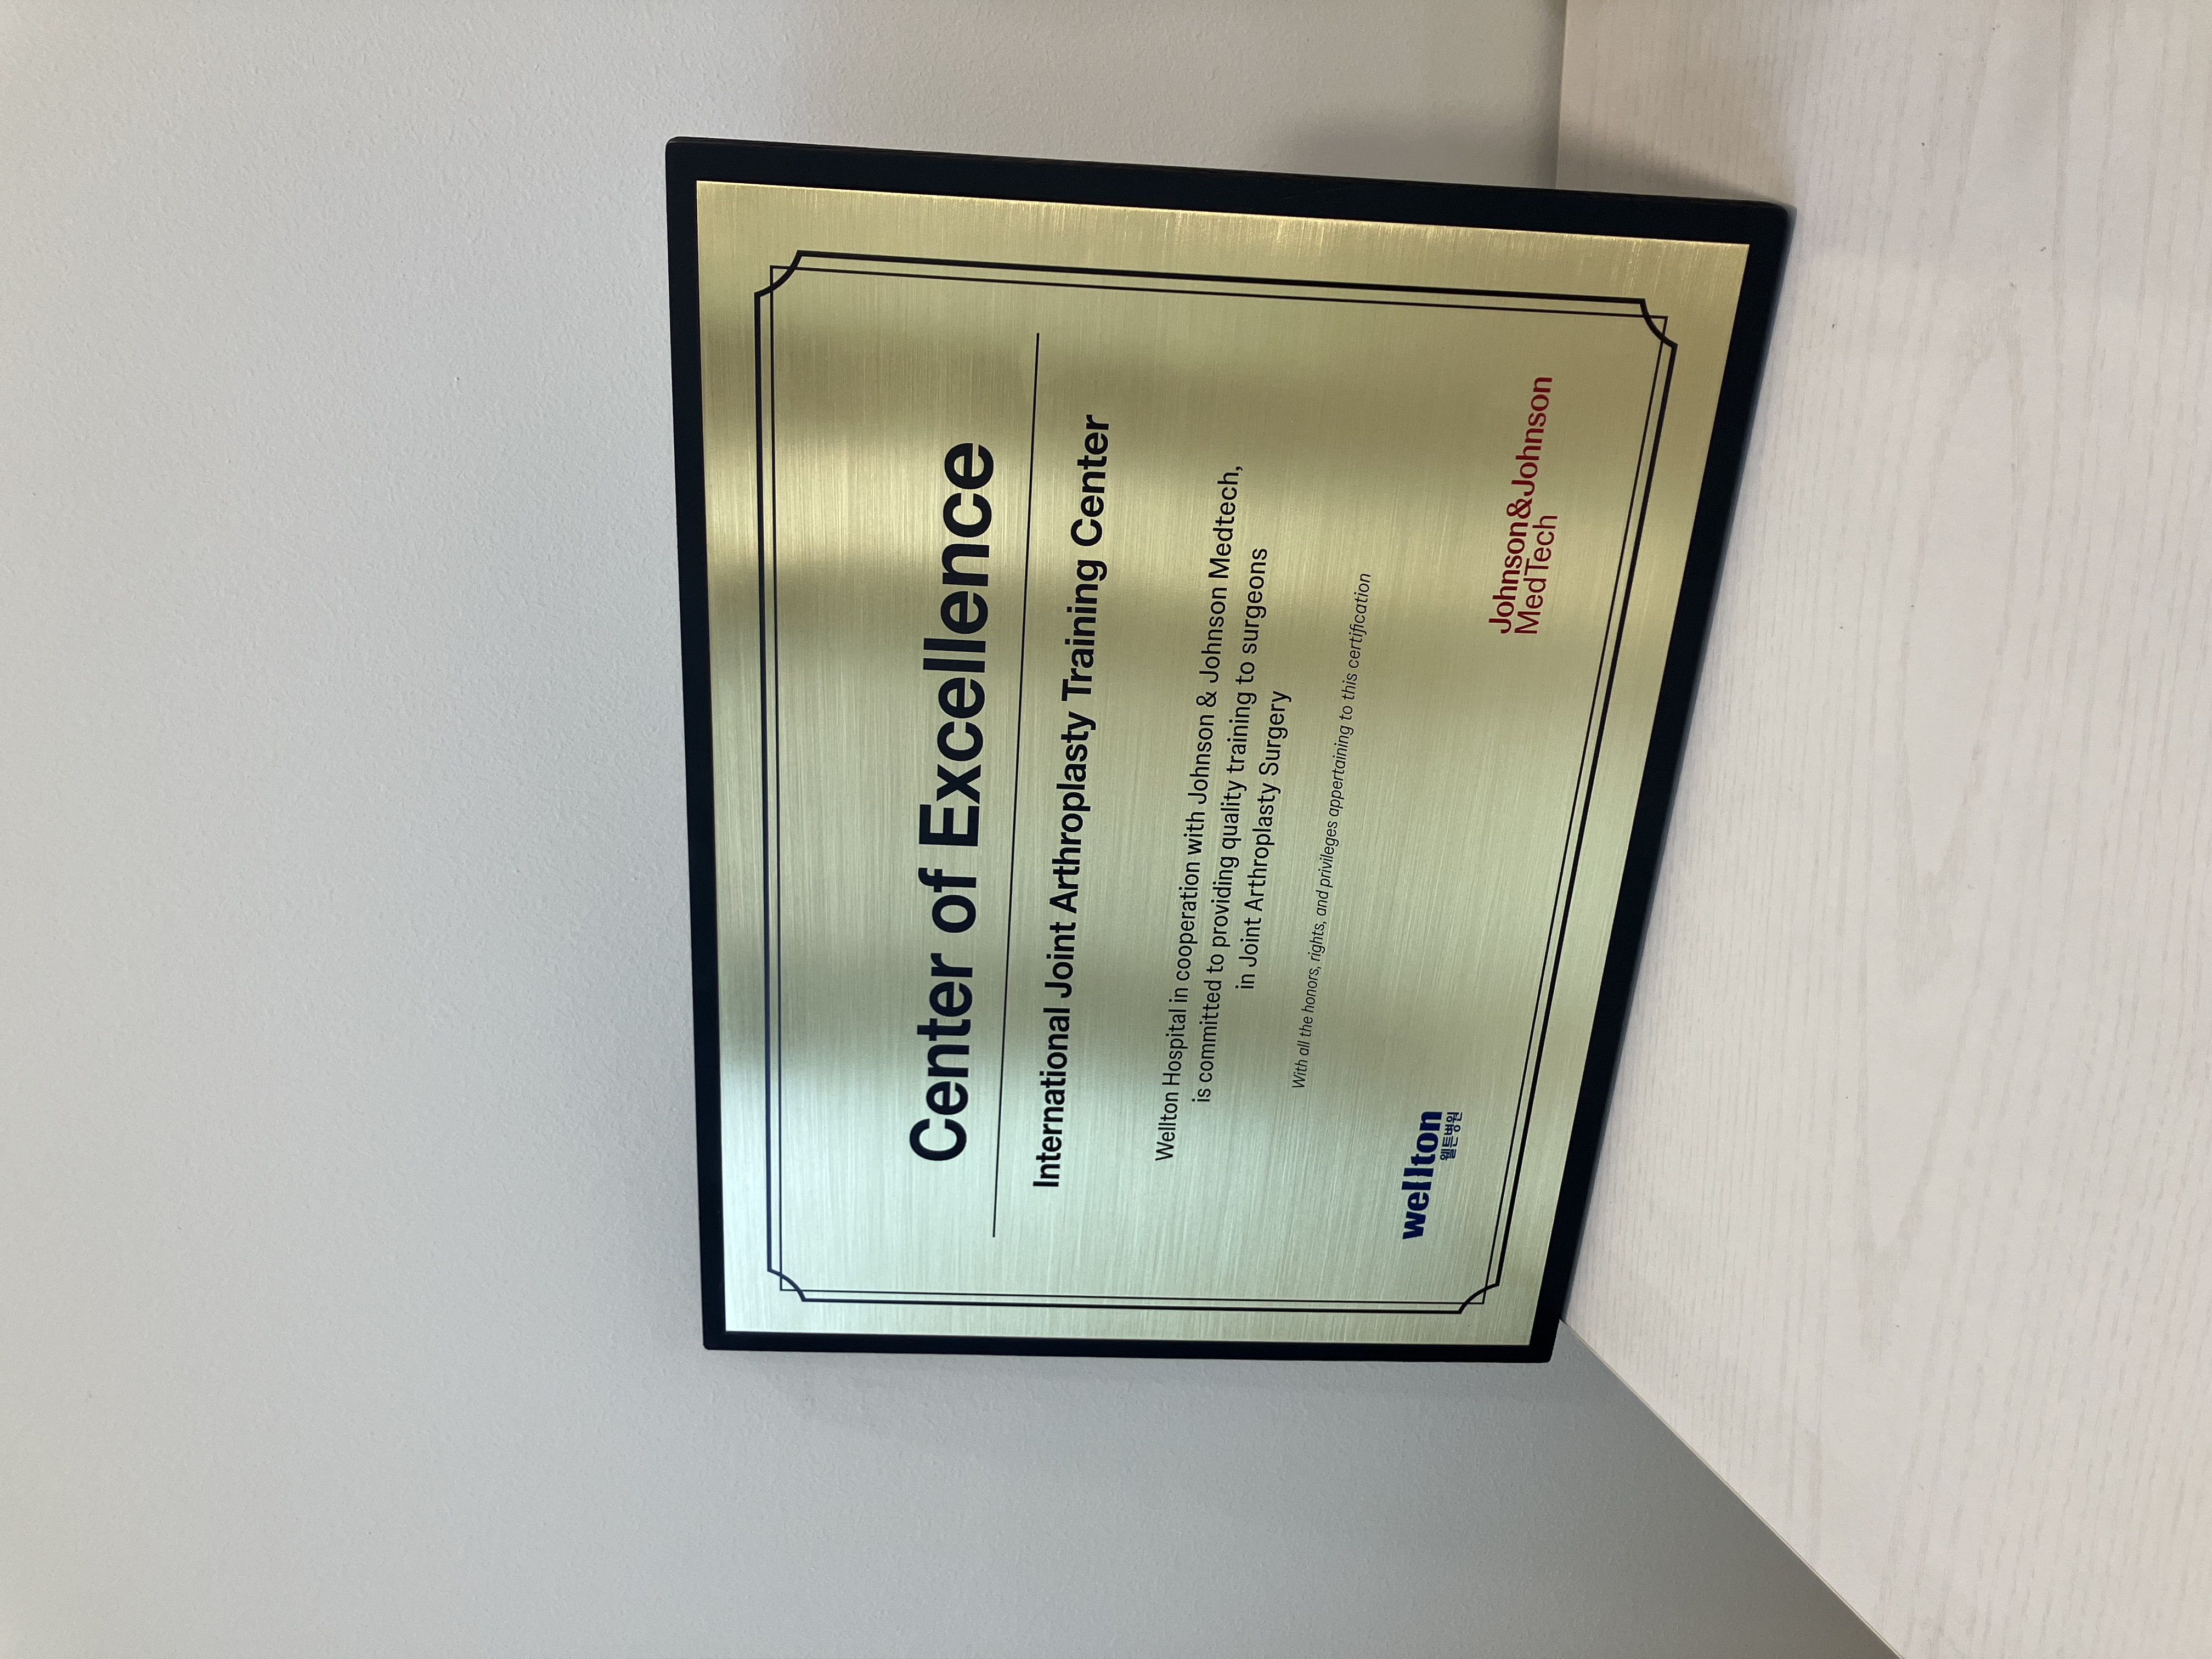 Center of Excellence
International Joint Arthroplasty Training Center
Wellton Hospital in cooperation with Johnson & Johnson Medtech,
is committed to providing quality training to surgeons
in Joint Arthroplasty Surgery
With all the honors, rights, and privileges appertaining to this certification
wellton
웰튼병원
Johnson&Johnson
MedTech